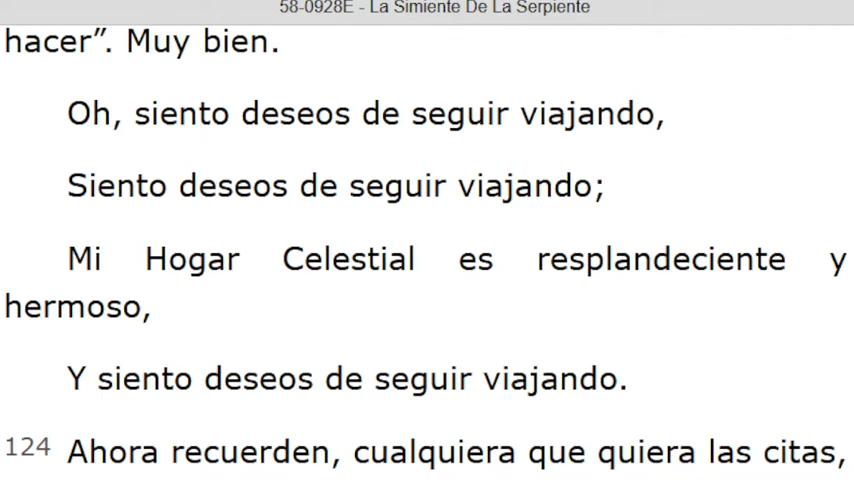 58-0928E - La Simiente De La Serpiente
hacer”. Muy bien.
Oh, siento deseos de seguir viajando,
Siento deseos de seguir viajando;
Mi Hogar Celestial es resplandeciente y
hermoso,
Y siento deseos de seguir viajando.
124 Ahora recuerden, cualquiera que quiera las citas,